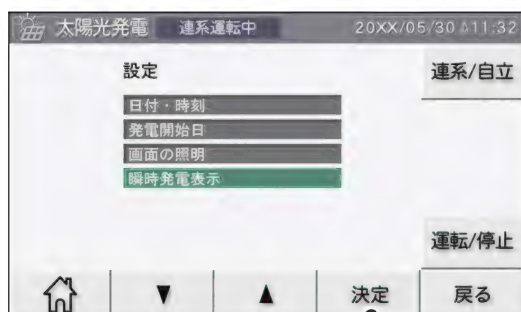 太陽光発電 連系運転中 20XX/05/30 11:32
設定
連系/自立
日付・時刻
発電開始日
画面の照明
瞬時発電表示
運転/停止
▼ ▲ 決定 戻る